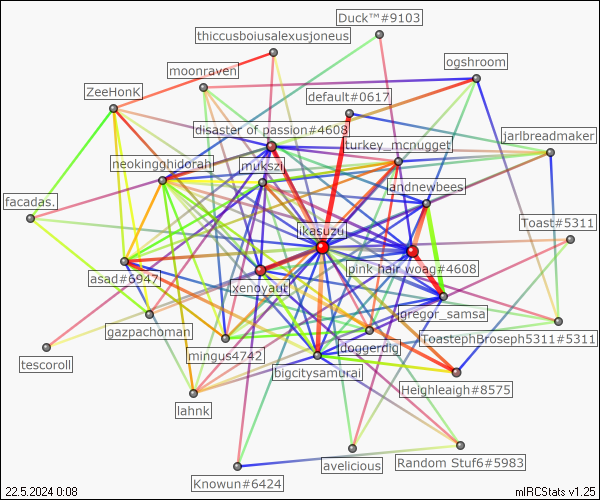 Duck™#9103
thiccusboiusalexusjoneus
ogshroom
moonraven
ZeeHonK
default#0617
disaster of passion#4608
turkey_mcnugget
jarlbreadmaker
neokingghidorah
mukszi
andnewbees
facadas.
Toast#5311
ikasuzu
pink hair woag#4608
asad#6947
xenoyaut
gregor_samsa
gazpachoman
ToastephBroseph5311#5311
doggerdig
mingus4742
tescoroll
bigcitysamurai
Heighleaigh#8575
lahnk
avelicious
Random Stuf6#5983
Knowun#6424
22.5.2024 0:08
mIRCStats v1.25